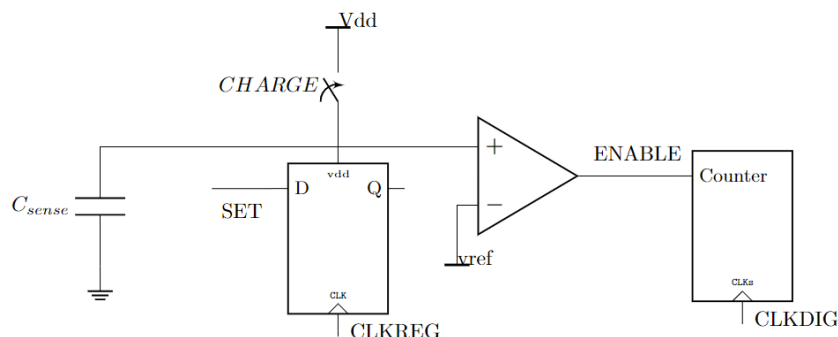 Vdd
CHARGE
+
ENABLE
vdd
Counter
D
Q
C_sense
SET
−
vref
CLK
CLKs
CLKREG
CLKDIG